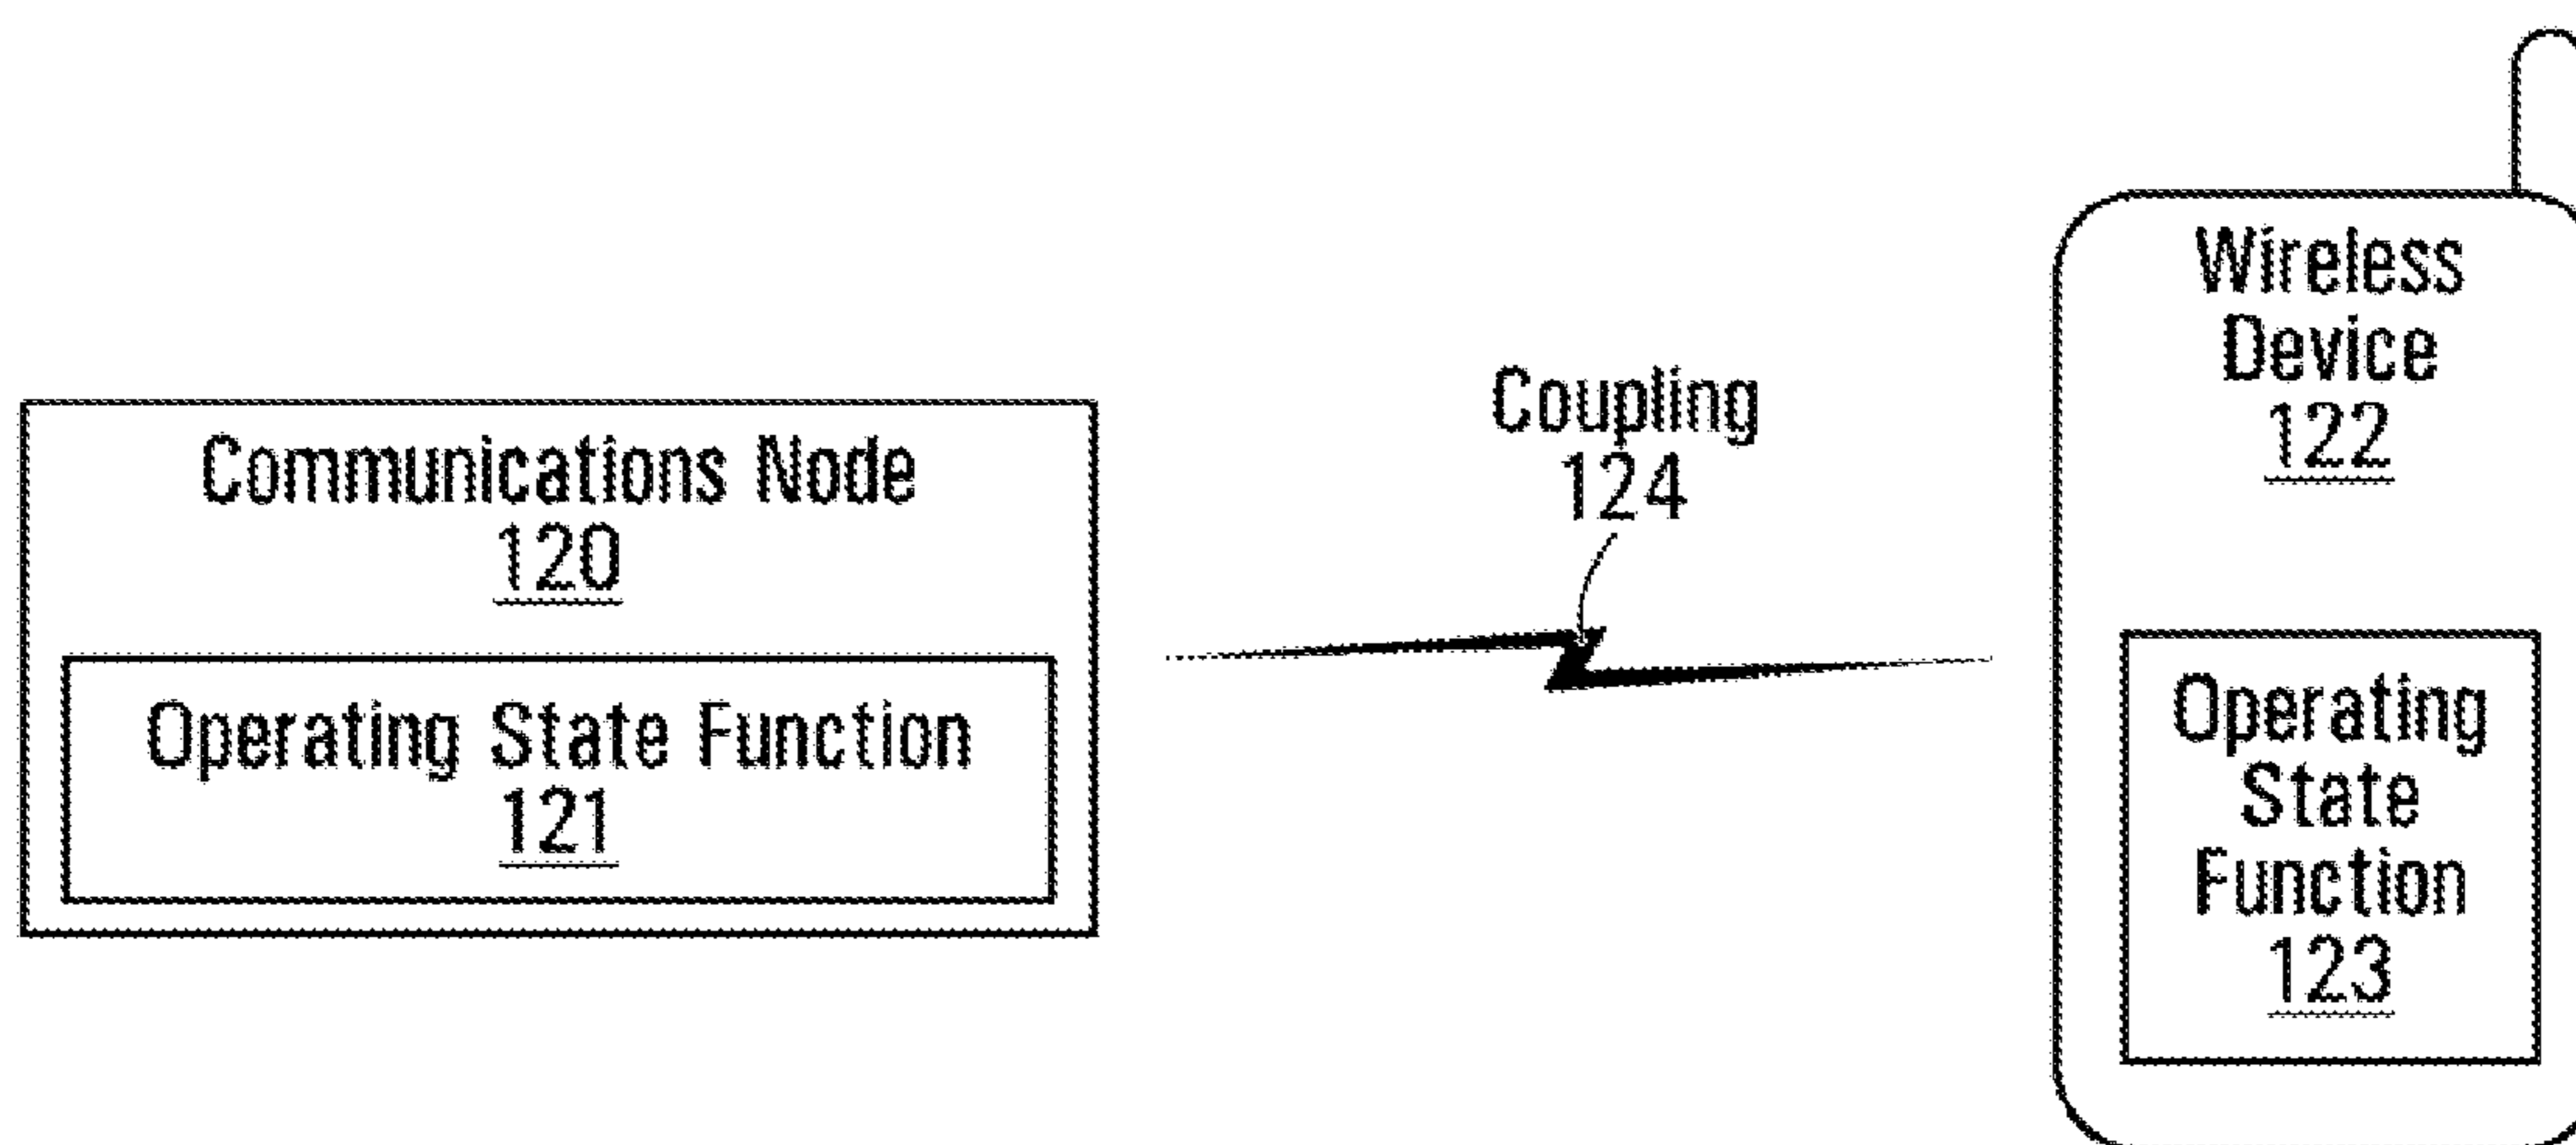 Communications Node
120
Operating State Function
121
Coupling
124
Wireless
Device
122
Operating
State
Function
123